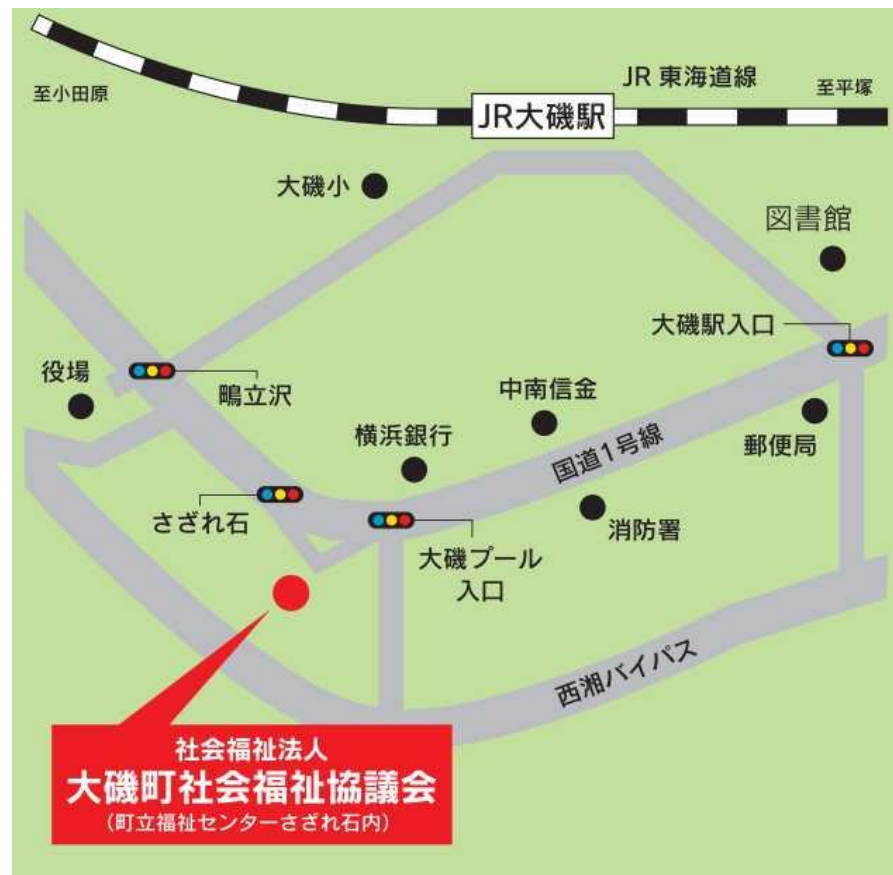 JR 東海道線
至小田原
至平塚
JR大磯駅
大磯小
図書館
大磯駅入口
役場
鴫立沢
中南信金
横浜銀行
国道1号線
郵便局
さざれ石
消防署
大磯プール
入口
西湘バイパス
社会福祉法人
大磯町社会福祉協議会
(町立福祉センターさざれ石内)